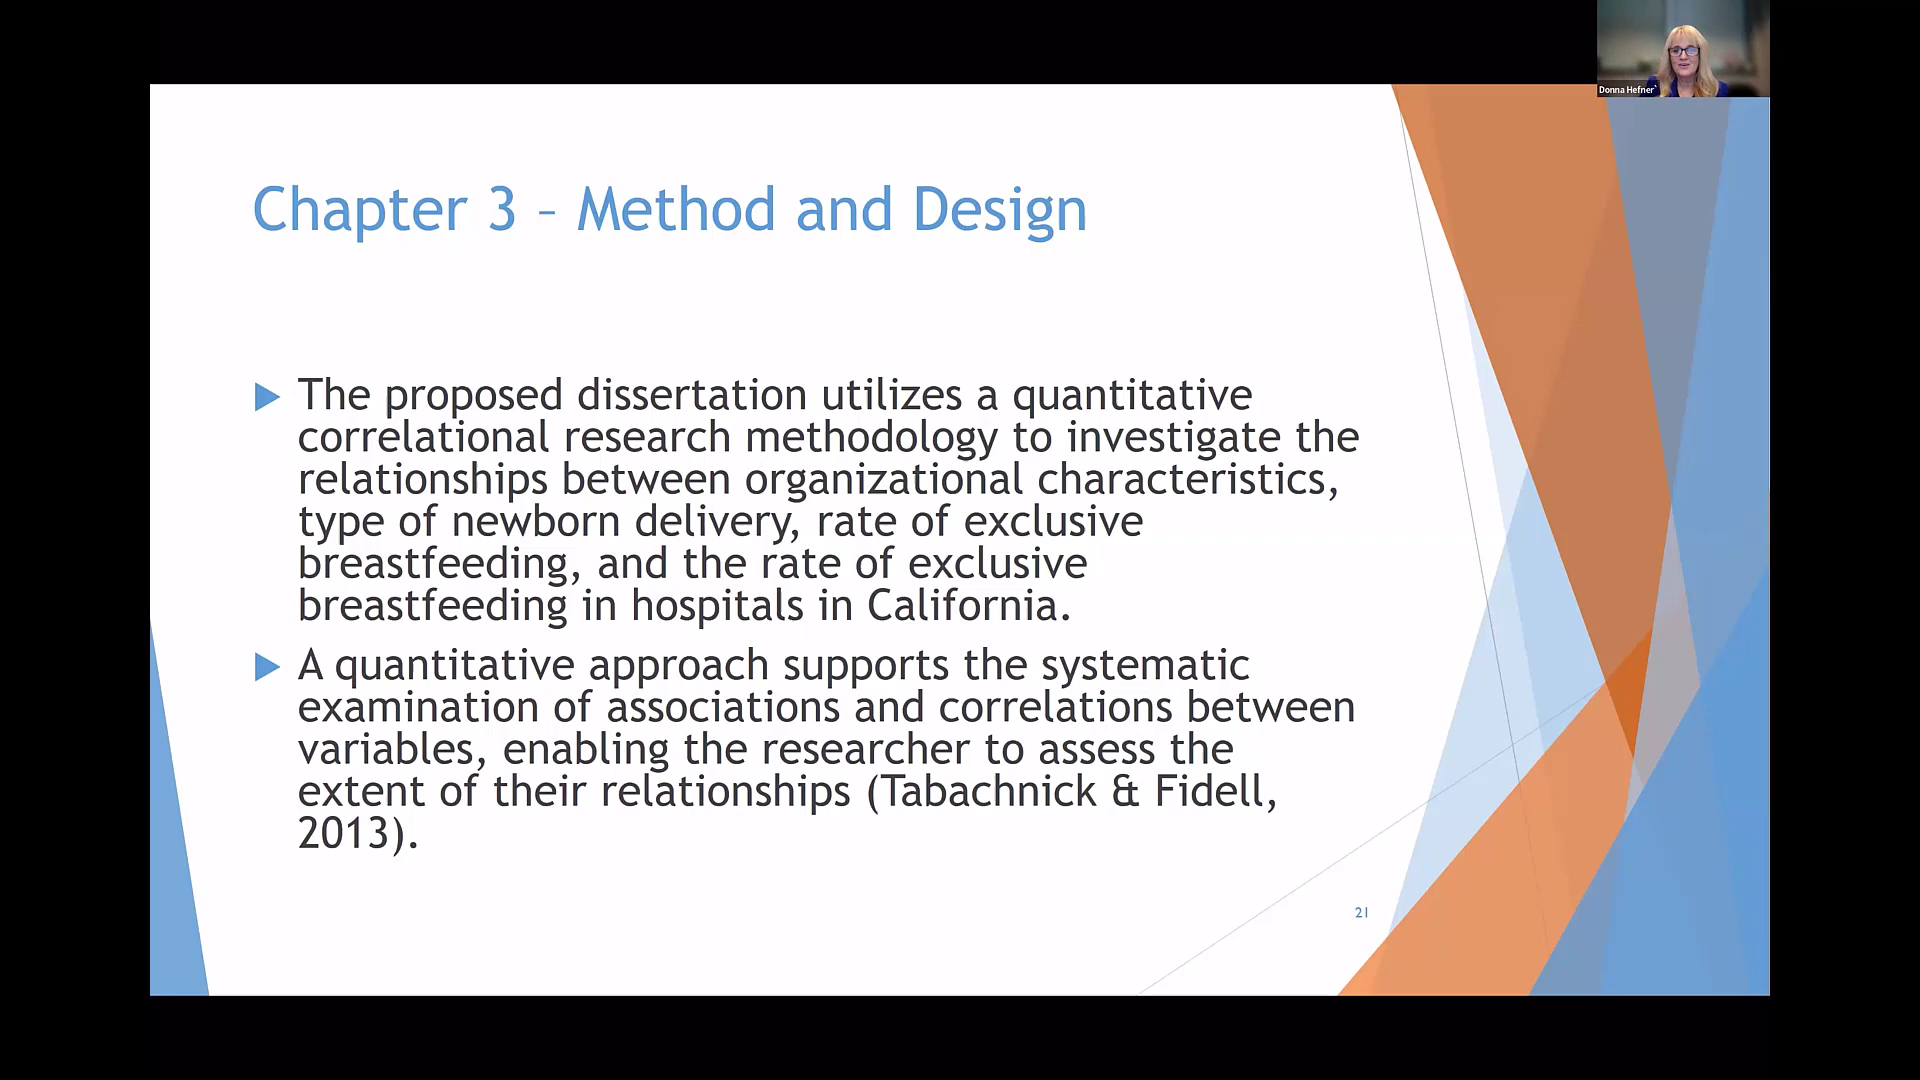 Donna Hefner
Chapter 3 – Method and Design
The proposed dissertation utilizes a quantitative
correlational research methodology to investigate the
relationships between organizational characteristics,
type of newborn delivery, rate of exclusive
breastfeeding, and the rate of exclusive
breastfeeding in hospitals in California.
A quantitative approach supports the systematic
examination of associations and correlations between
variables, enabling the researcher to assess the
extent of their relationships (Tabachnick & Fidell,
2013).
21